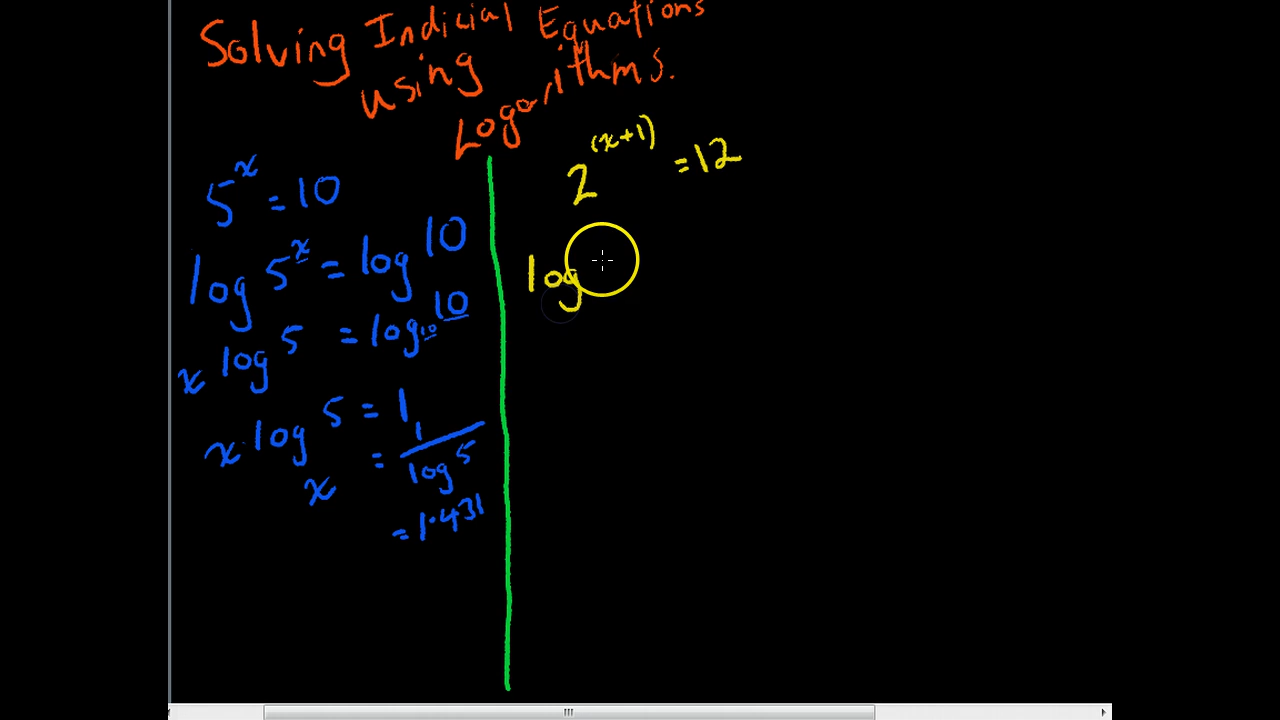 Solving Indicial Equations
using
Logarithms.
5^x = 10
log 5^x = log 10
x log 5 = log₁₀ 10
x log 5 = 1
x = 1/log 5
= 1.431
2^(x+1) = 12
log